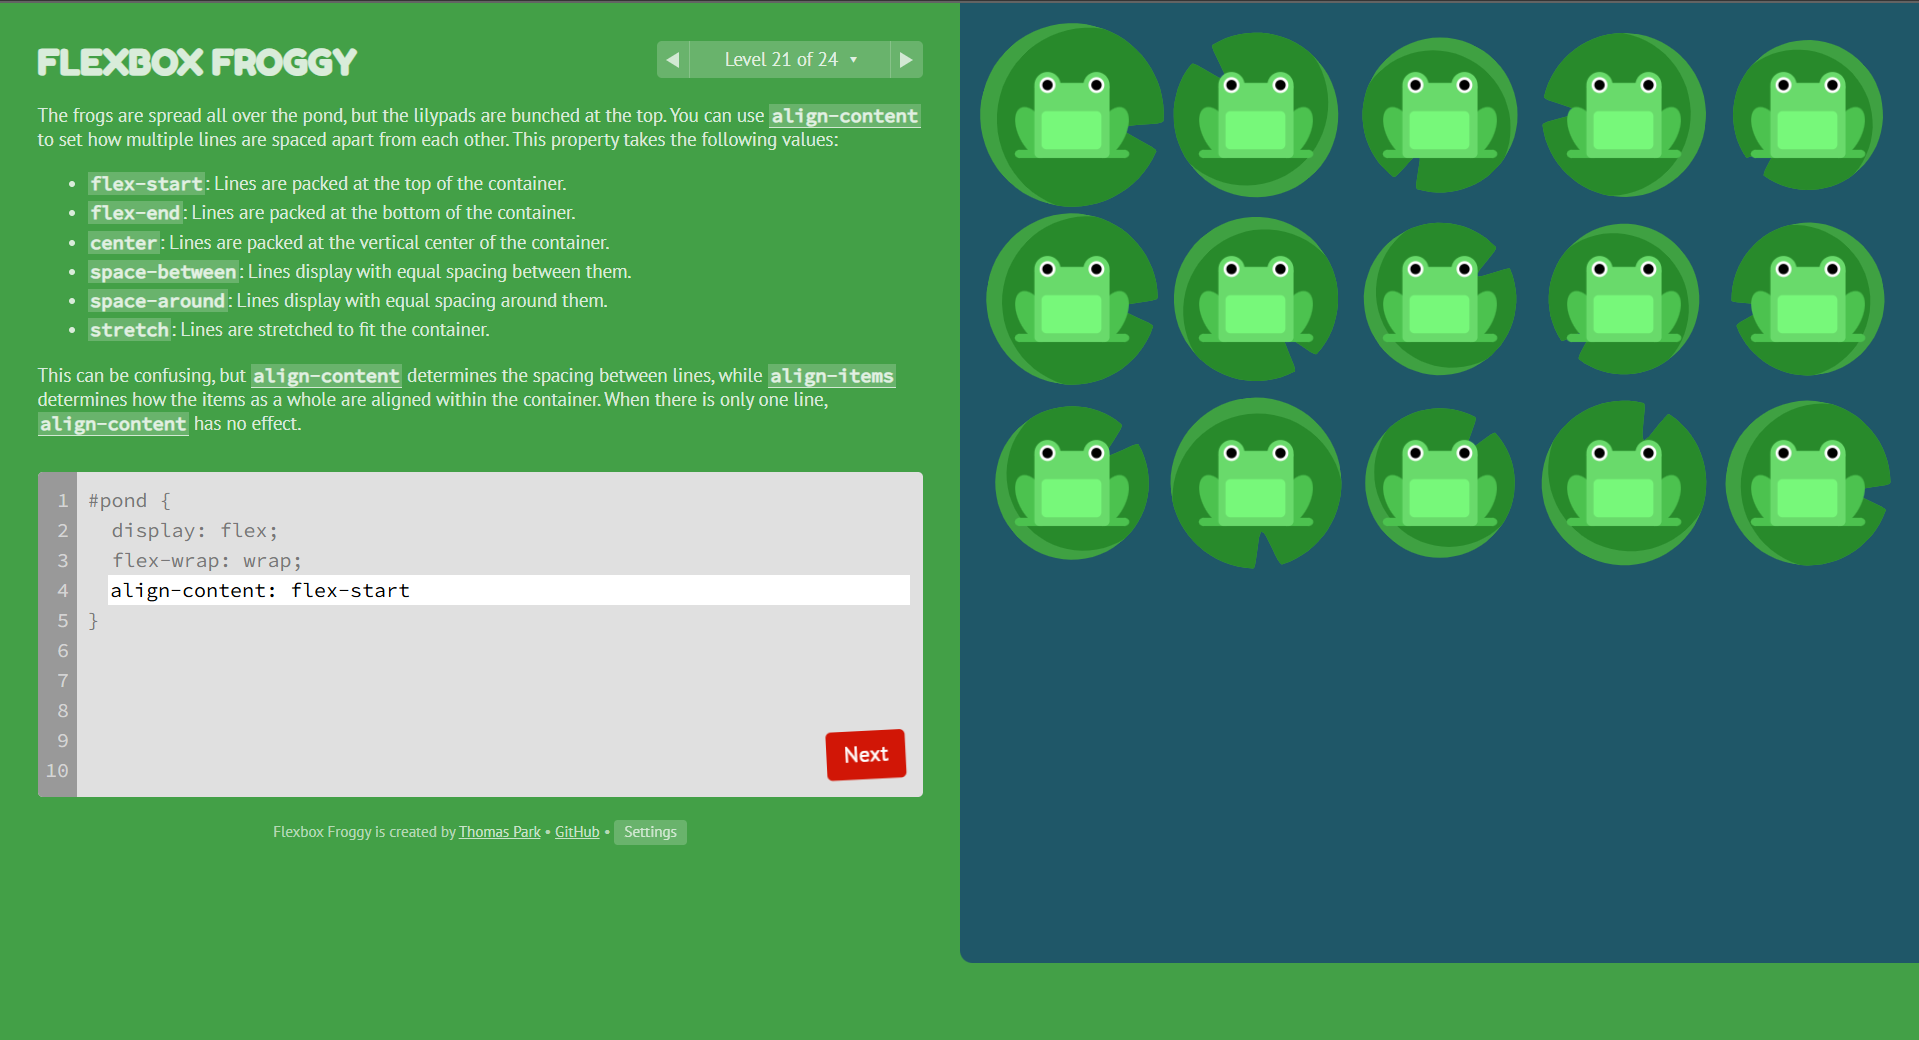 FLEXBOX FROGGY
◀ Level 21 of 24 ▾ ▶
The frogs are spread all over the pond, but the lilypads are bunched at the top. You can use align-content
to set how multiple lines are spaced apart from each other. This property takes the following values:
• flex-start: Lines are packed at the top of the container.
• flex-end: Lines are packed at the bottom of the container.
• center: Lines are packed at the vertical center of the container.
• space-between: Lines display with equal spacing between them.
• space-around: Lines display with equal spacing around them.
• stretch: Lines are stretched to fit the container.
This can be confusing, but align-content determines the spacing between lines, while align-items
determines how the items as a whole are aligned within the container. When there is only one line,
align-content has no effect.
1 #pond {
2 display: flex;
3 flex-wrap: wrap;
4 align-content: flex-start
5 }
6
7
8
9
10
Next
Flexbox Froggy is created by Thomas Park • GitHub • Settings